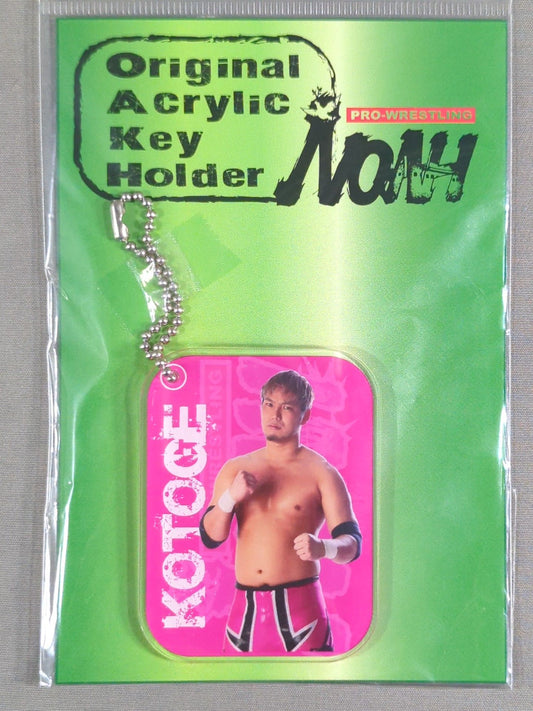 Original
Acrylic
Key
Holder
PRO-WRESTLING
NOAH
KOTOGE